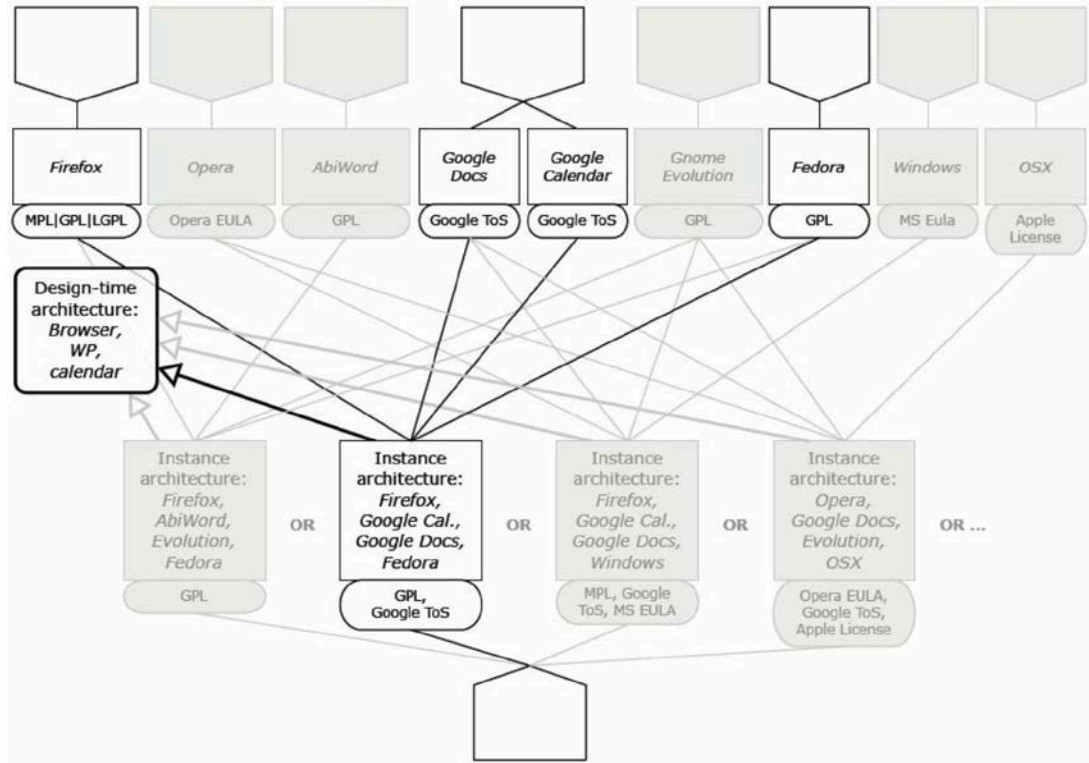 Firefox
Opera
AbiWord
Google
Docs
Google
Calendar
Gnome
Evolution
Fedora
Windows
OSX
MPL|GPL|LGPL
Opera EULA
GPL
Google ToS
Google ToS
GPL
GPL
MS Eula
Apple
License
Design-time
architecture:
Browser,
WP,
calendar
Instance
architecture:
Firefox,
AbiWord,
Evolution,
Fedora
GPL
OR
Instance
architecture:
Firefox,
Google Cal.,
Google Docs,
Fedora
GPL,
Google ToS
OR
Instance
architecture:
Firefox,
Google Cal.,
Google Docs,
Windows
MPL, Google
ToS, MS EULA
OR
Instance
architecture:
Opera,
Google Docs,
Evolution,
OSX
Opera EULA,
Google ToS,
Apple License
OR ...